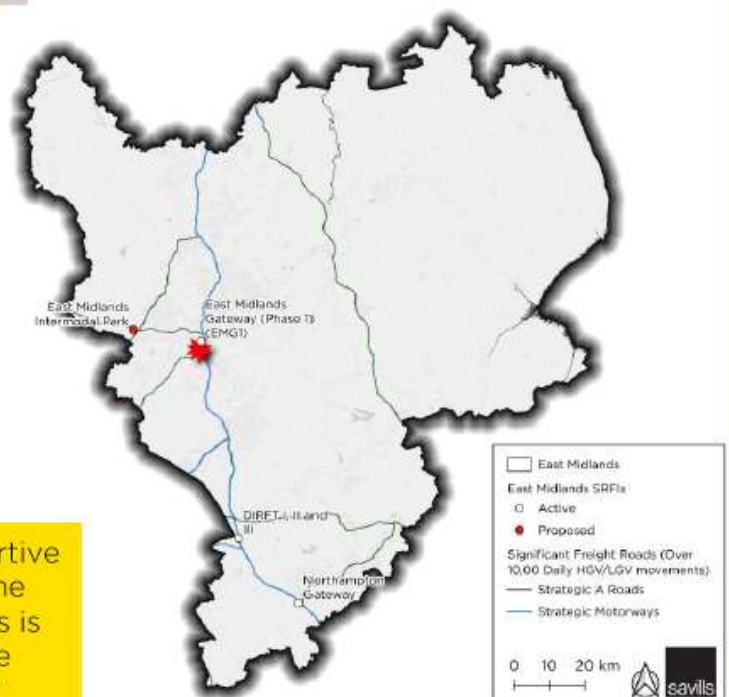 East Midlands
Intermodal Park
East Midlands
Gateway (Phase 1)
(EMG1)
DIRFT I, II and
III
Northampton
Gateway
rtive
ne
s is
e
East Midlands
East Midlands SRFIs
Active
Proposed
Significant Freight Roads (Over
10,00 Daily HGV/LGV movements)
Strategic A Roads
Strategic Motorways
0 10 20 km
savills